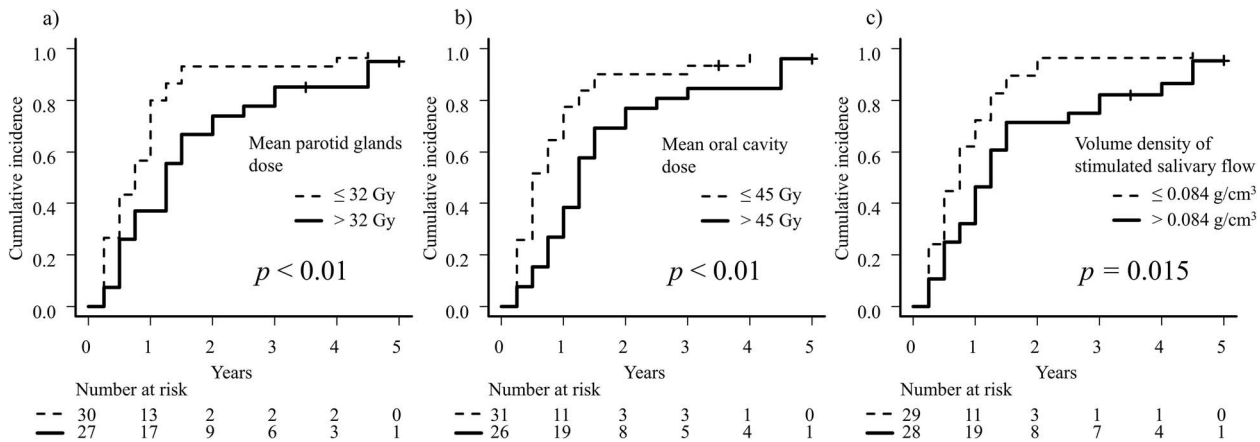 a)
1.0
0.8
0.6
0.4
0.2
0.0
Cumulative incidence
Mean parotid glands
dose
≤ 32 Gy
> 32 Gy
p < 0.01
0 1 2 3 4 5
Years
Number at risk
30 13 2 2 2 0
27 17 9 6 3 1
b)
1.0
0.8
0.6
0.4
0.2
0.0
Cumulative incidence
Mean oral cavity
dose
≤ 45 Gy
> 45 Gy
p < 0.01
0 1 2 3 4 5
Years
Number at risk
31 11 3 3 1 0
26 19 8 5 4 1
c)
1.0
0.8
0.6
0.4
0.2
0.0
Cumulative incidence
Volume density of
stimulated salivary flow
≤ 0.084 g/cm³
> 0.084 g/cm³
p = 0.015
0 1 2 3 4 5
Years
Number at risk
29 11 3 1 1 0
28 19 8 7 4 1